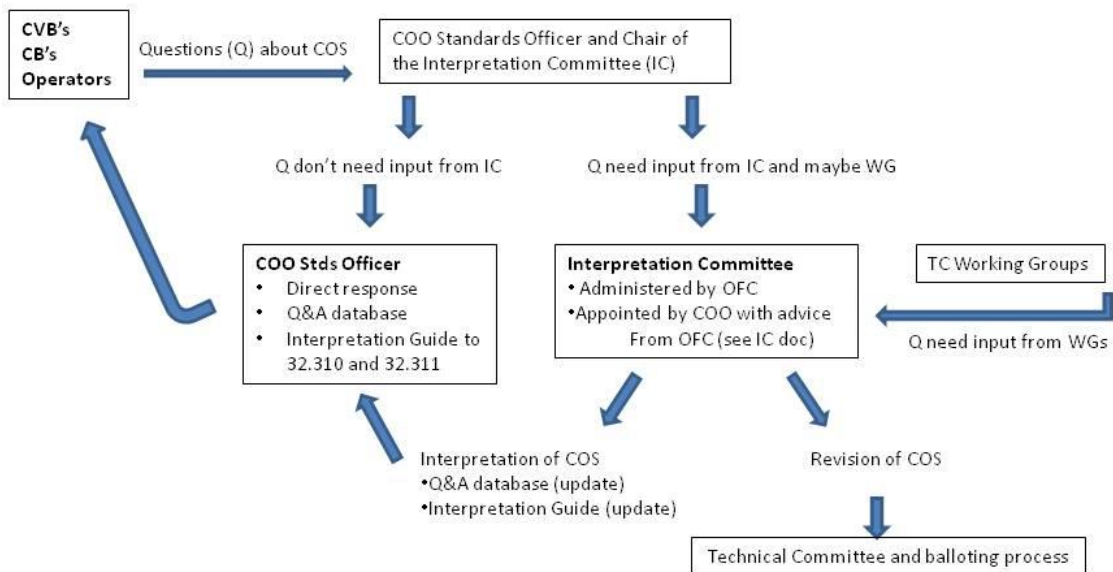 CVB's
CB's
Operators
Questions (Q) about COS
COO Standards Officer and Chair of
the Interpretation Committee (IC)
Q don't need input from IC
Q need input from IC and maybe WG
COO Stds Officer
• Direct response
• Q&A database
• Interpretation Guide to
32.310 and 32.311
Interpretation Committee
• Administered by OFC
•Appointed by COO with advice
From OFC (see IC doc)
TC Working Groups
Q need input from WGs
Interpretation of COS
•Q&A database (update)
•Interpretation Guide (update)
Revision of COS
Technical Committee and balloting process